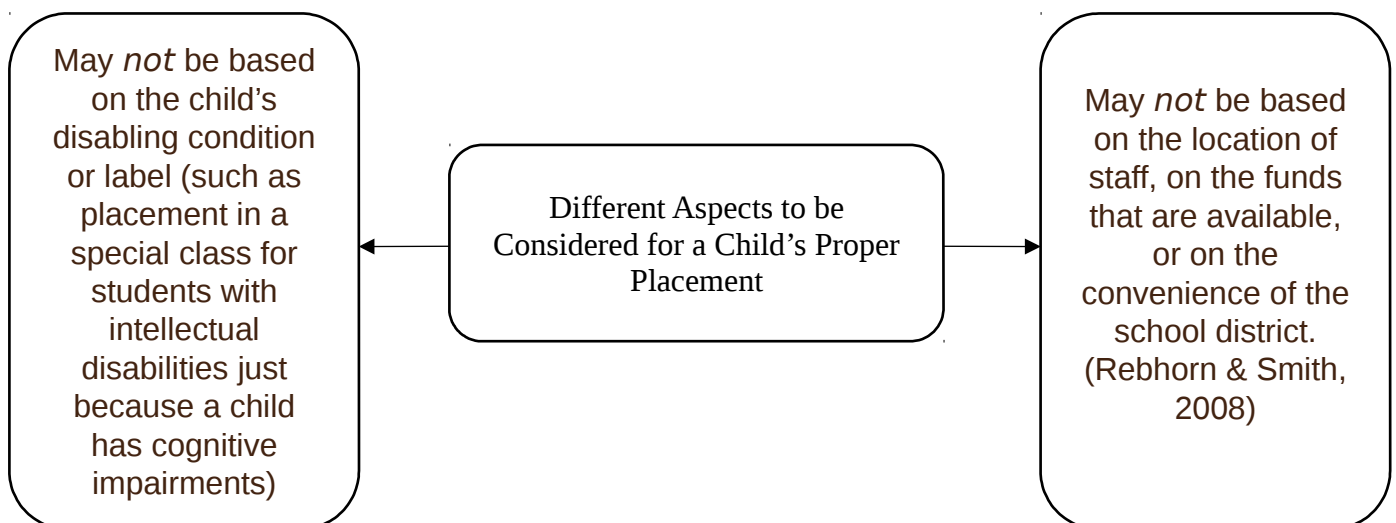 May not be based
on the child's
disabling condition
or label (such as
placement in a
special class for
students with
intellectual
disabilities just
because a child
has cognitive
impairments)
Different Aspects to be
Considered for a Child's Proper
Placement
May not be based
on the location of
staff, on the funds
that are available,
or on the
convenience of the
school district.
(Rebhorn & Smith,
2008)